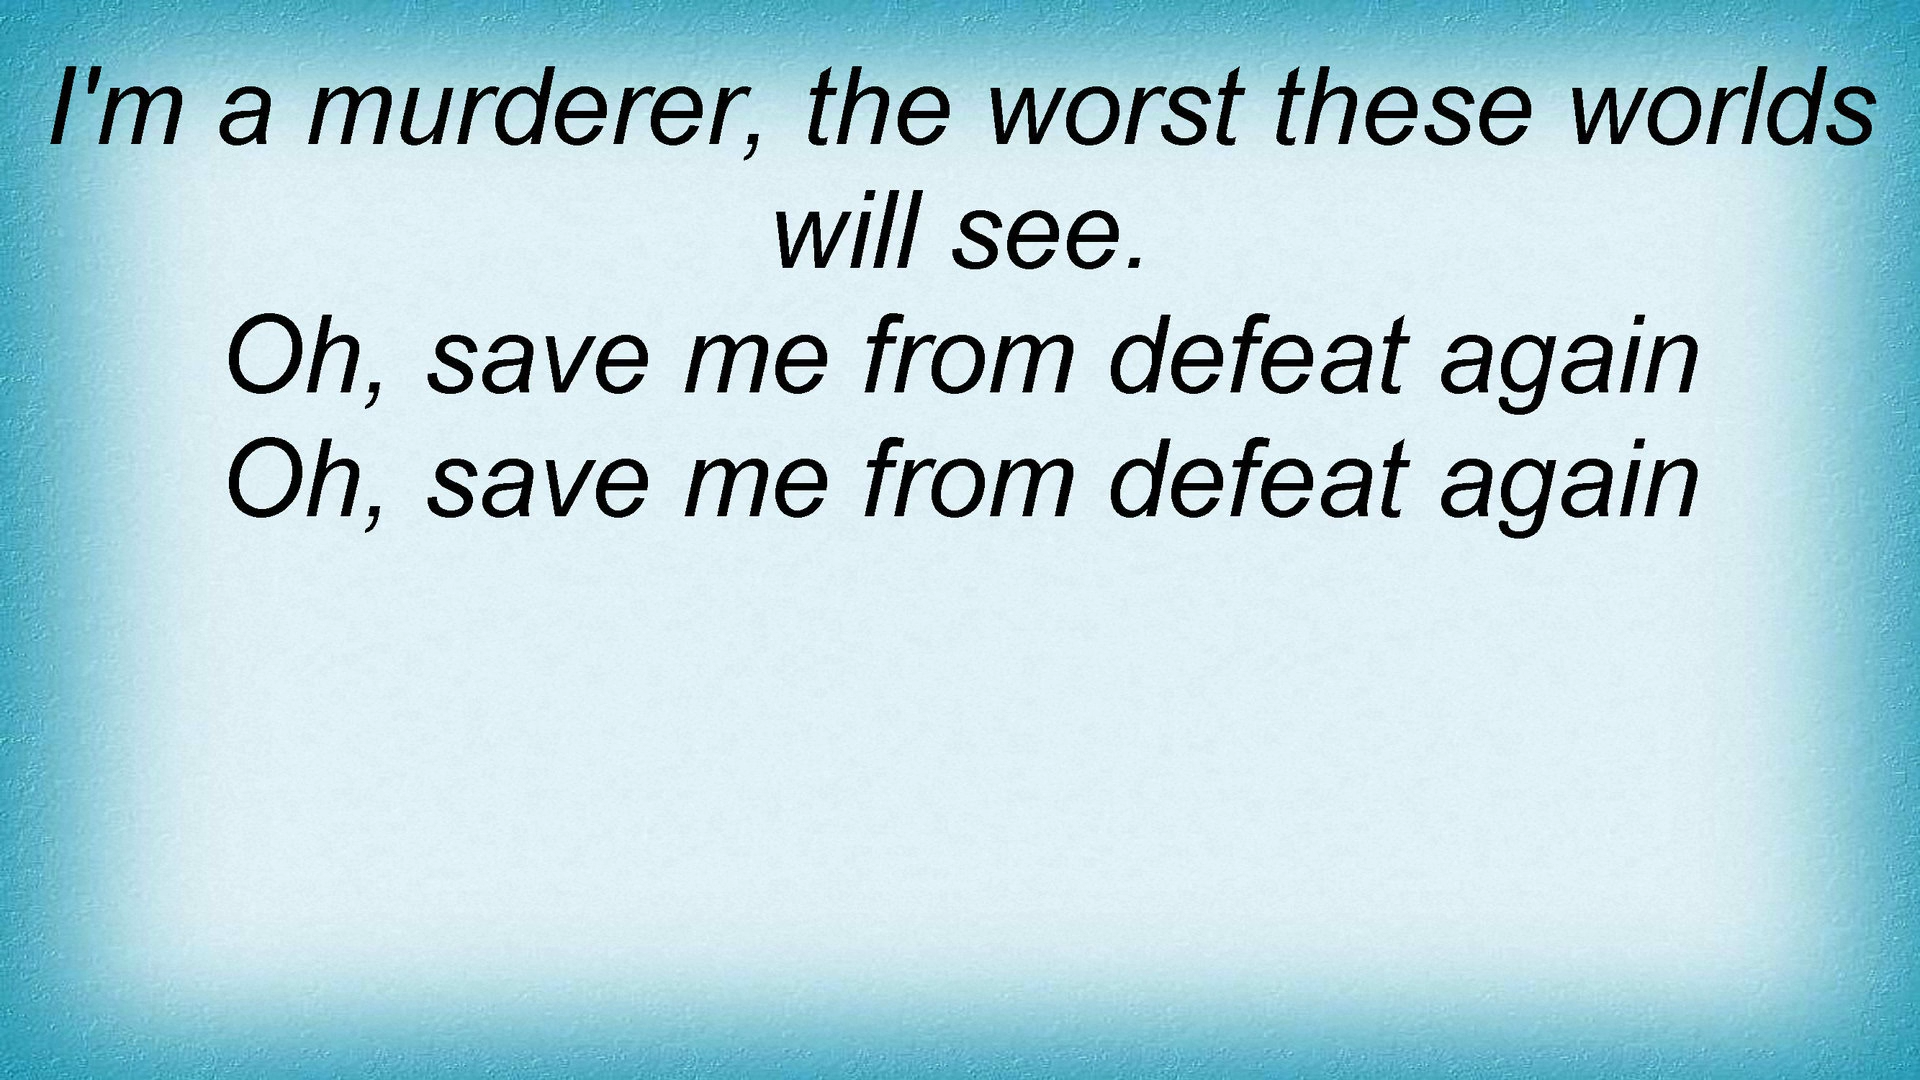 I'm a murderer, the worst these worlds
will see.
Oh, save me from defeat again
Oh, save me from defeat again